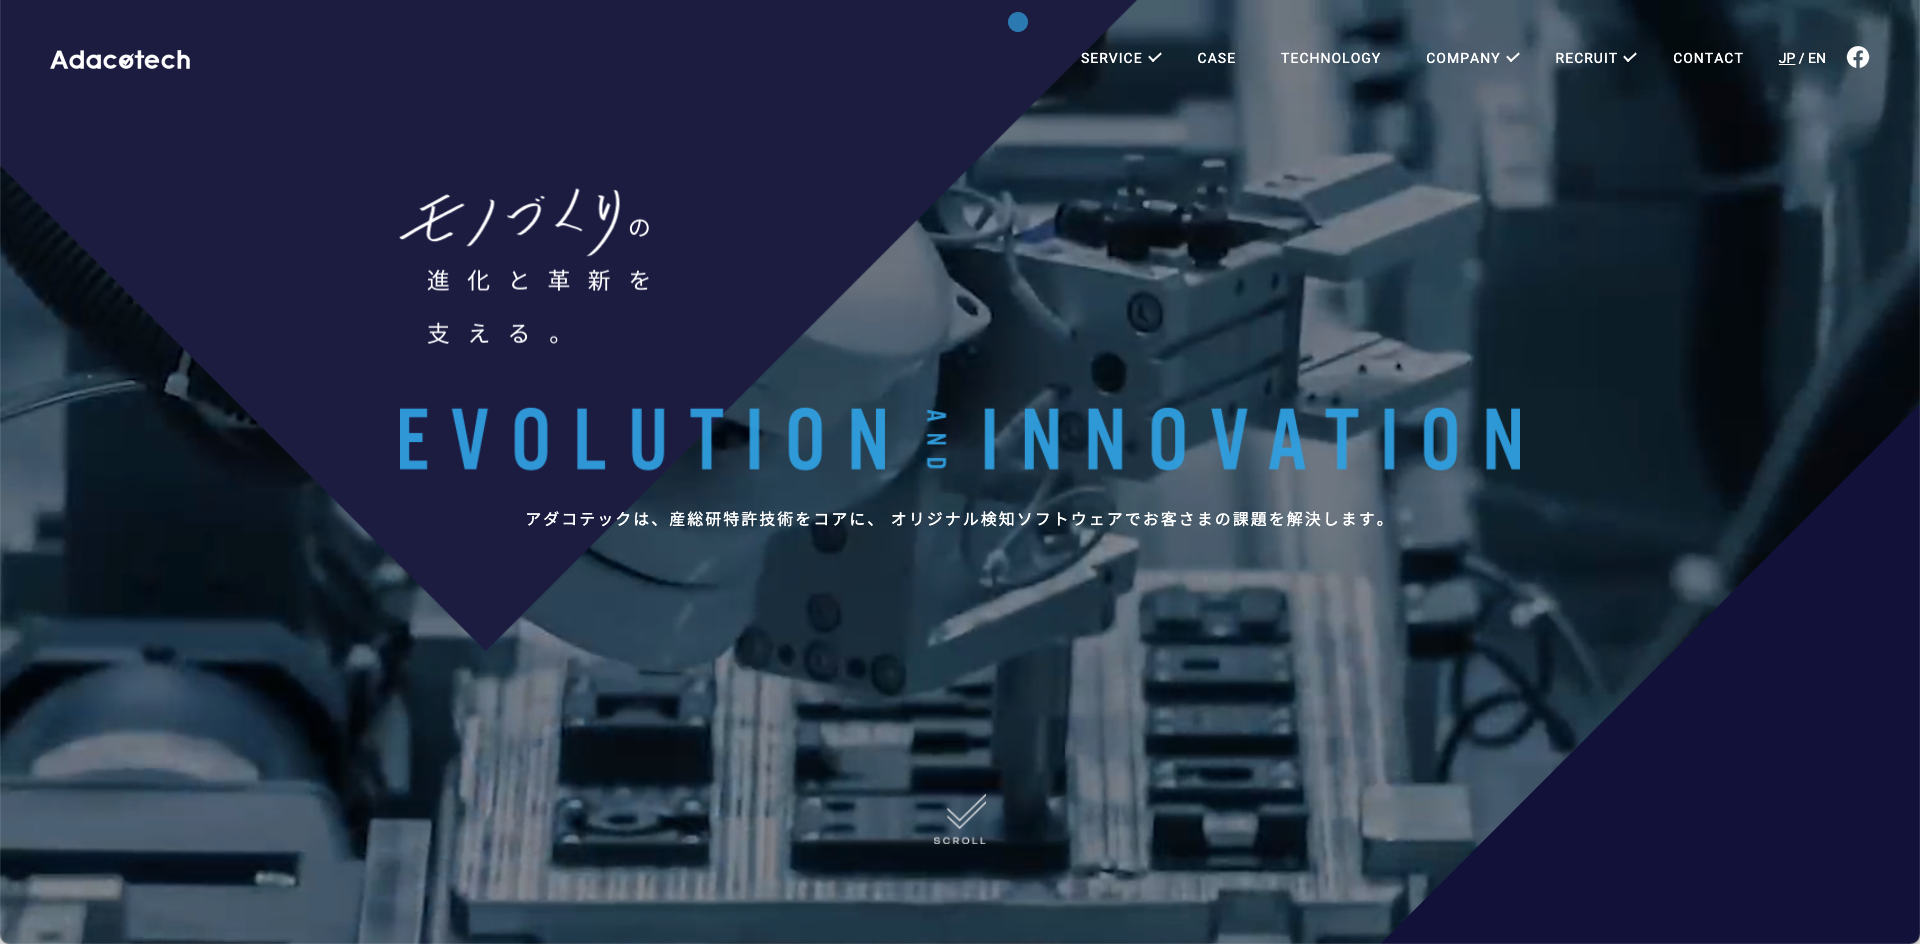 Adacotech
SERVICE CASE TECHNOLOGY COMPANY RECRUIT CONTACT JP / EN
モノづくりの
進化と革新を
支える。
EVOLUTION AND INNOVATION
アダコテックは、産総研特許技術をコアに、 オリジナル検知ソフトウェアでお客さまの課題を解決します。
SCROLL